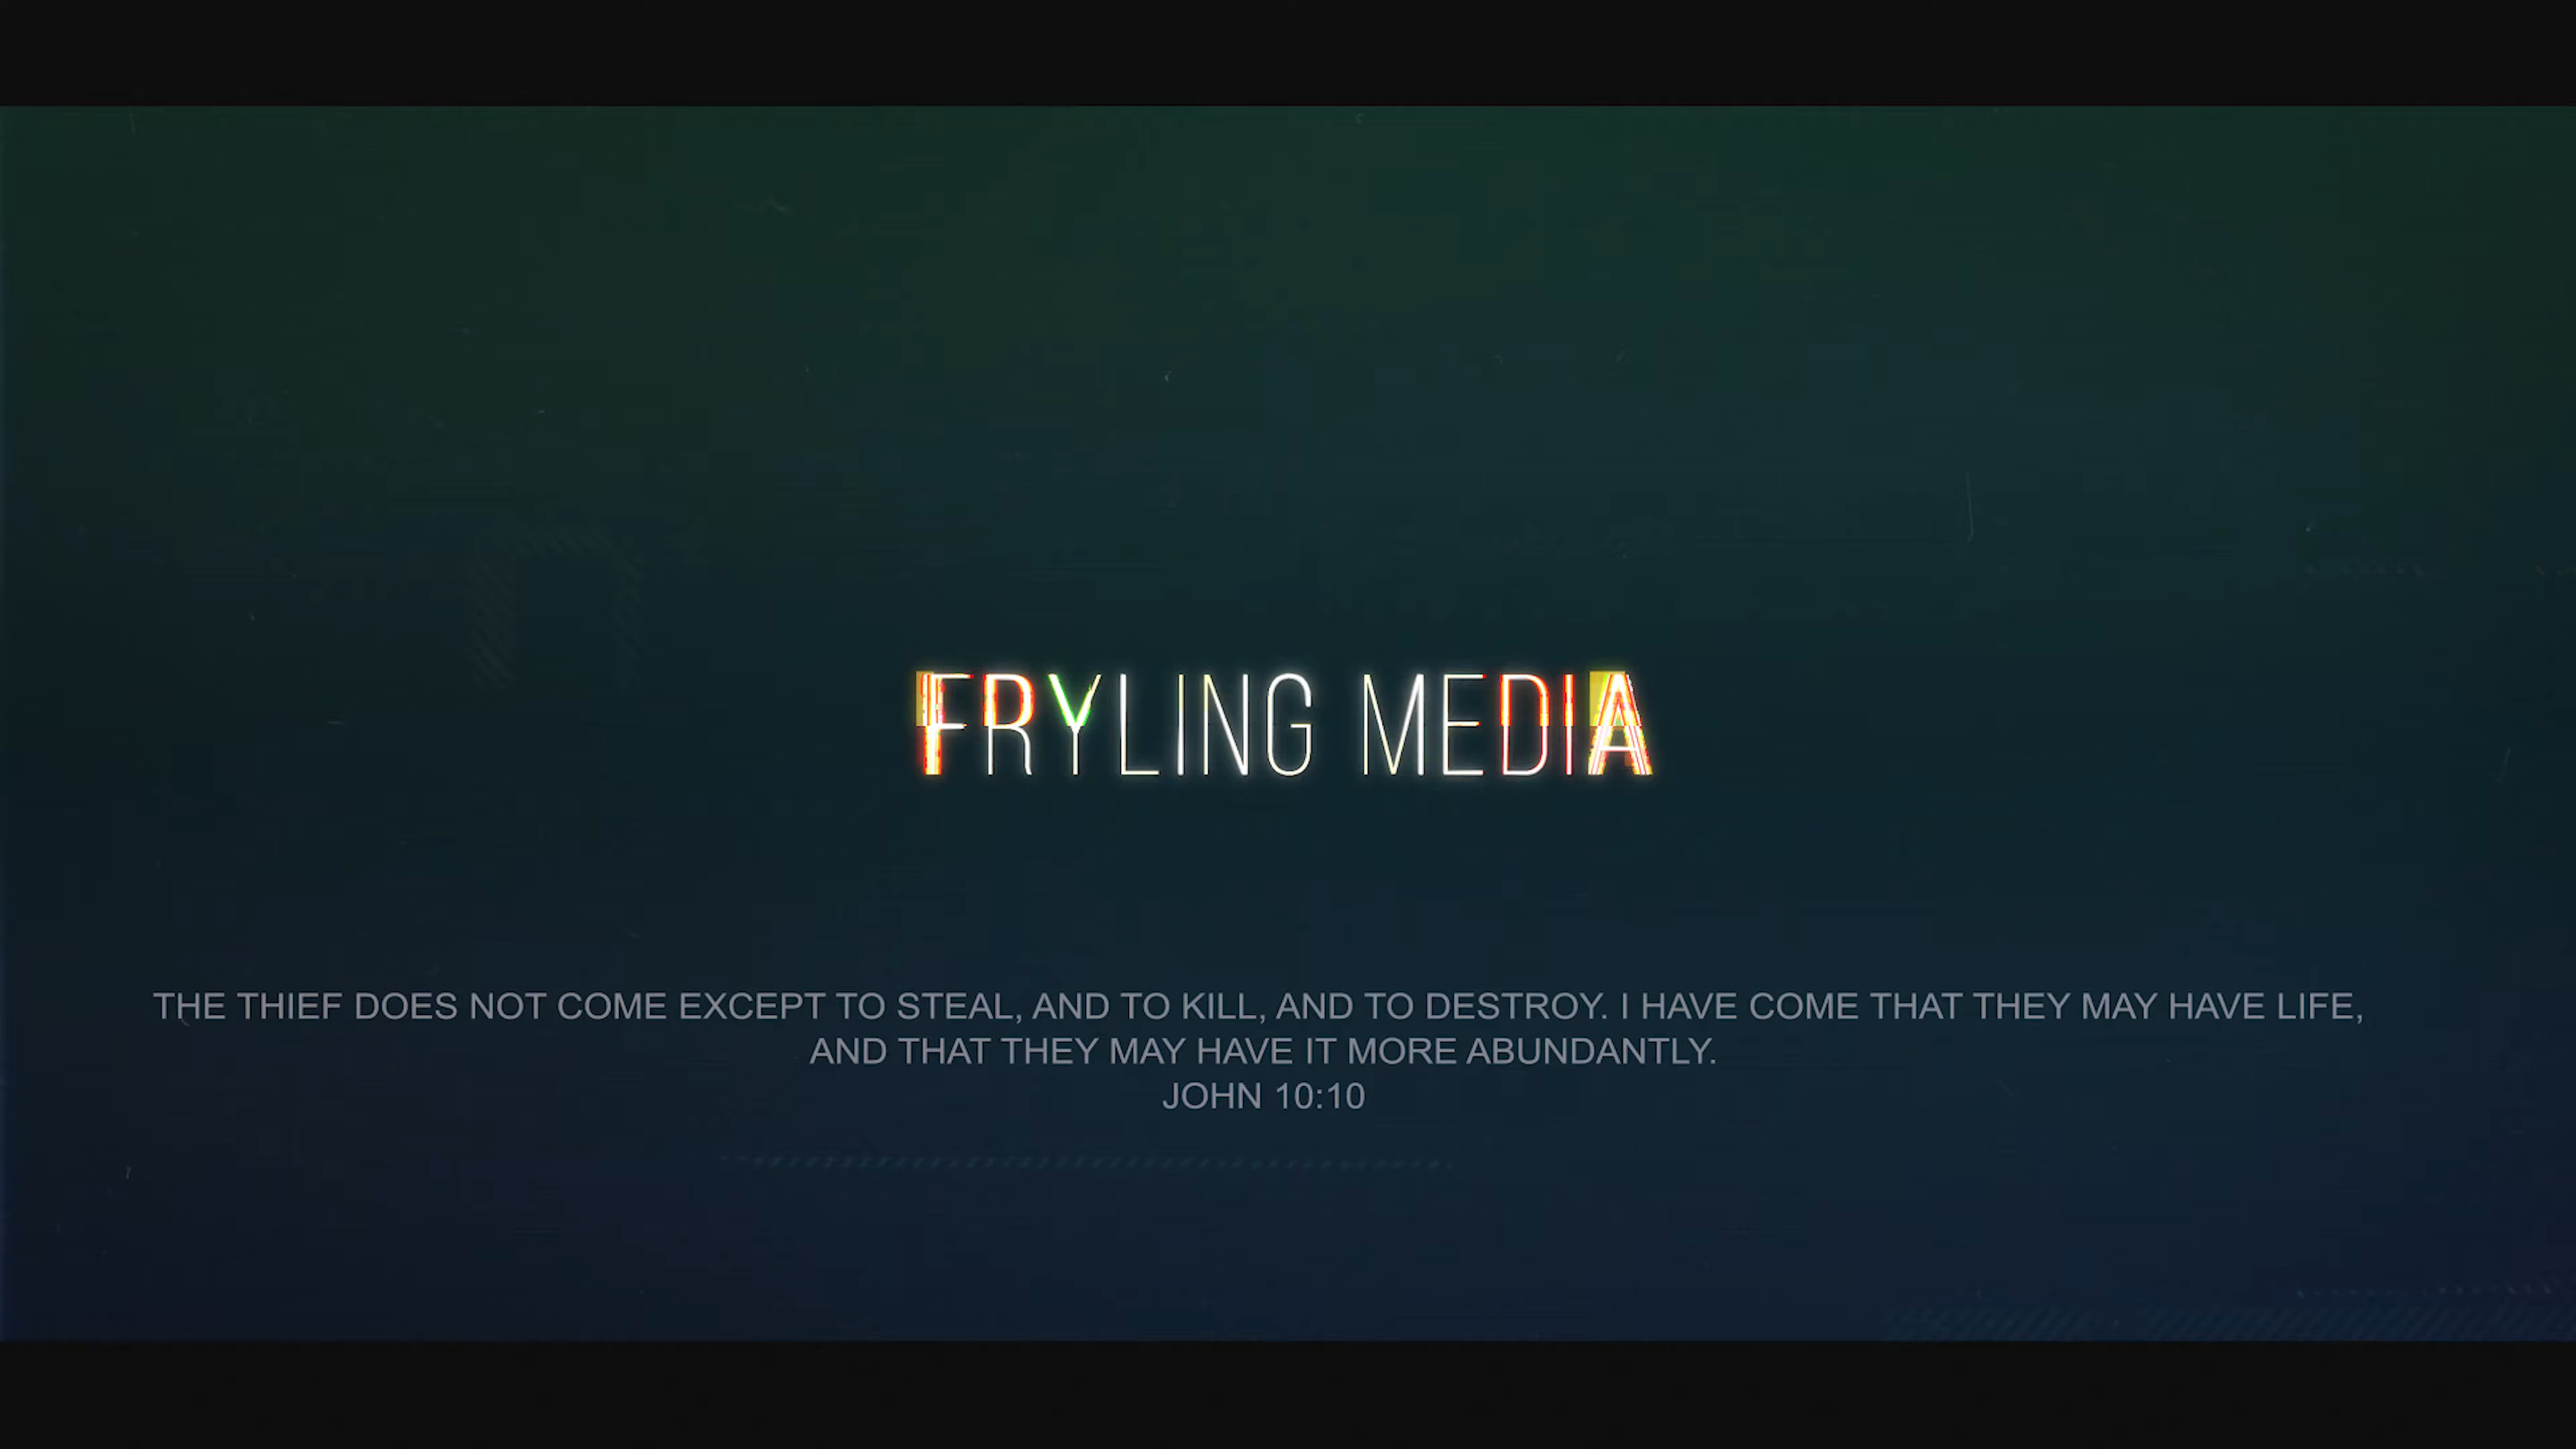 FRYLING MEDIA
THE THIEF DOES NOT COME EXCEPT TO STEAL, AND TO KILL, AND TO DESTROY. I HAVE COME THAT THEY MAY HAVE LIFE,
AND THAT THEY MAY HAVE IT MORE ABUNDANTLY.
JOHN 10:10